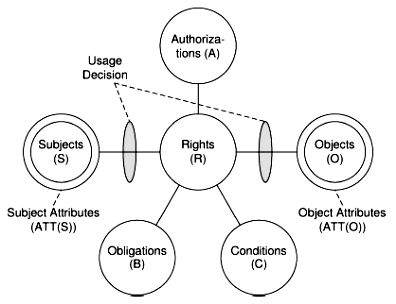 Authoriza-
tions (A)
Usage
Decision
Subjects
(S)
Rights
(R)
Objects
(O)
Subject Attributes
(ATT(S))
Object Attributes
(ATT(O))
Obligations
(B)
Conditions
(C)